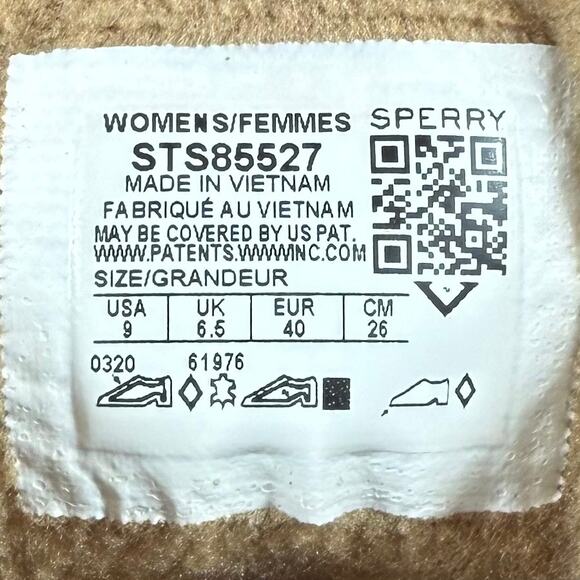 WOMENS/FEMMES SPERRY
STS85527
MADE IN VIETNAM
FABRIQUÉ AU VIETNAM
MAY BE COVERED BY US PAT.
WWW.PATENTS.WWWINC.COM
SIZE/GRANDEUR
USA UK EUR CM
9 6.5 40 26
0320 61976